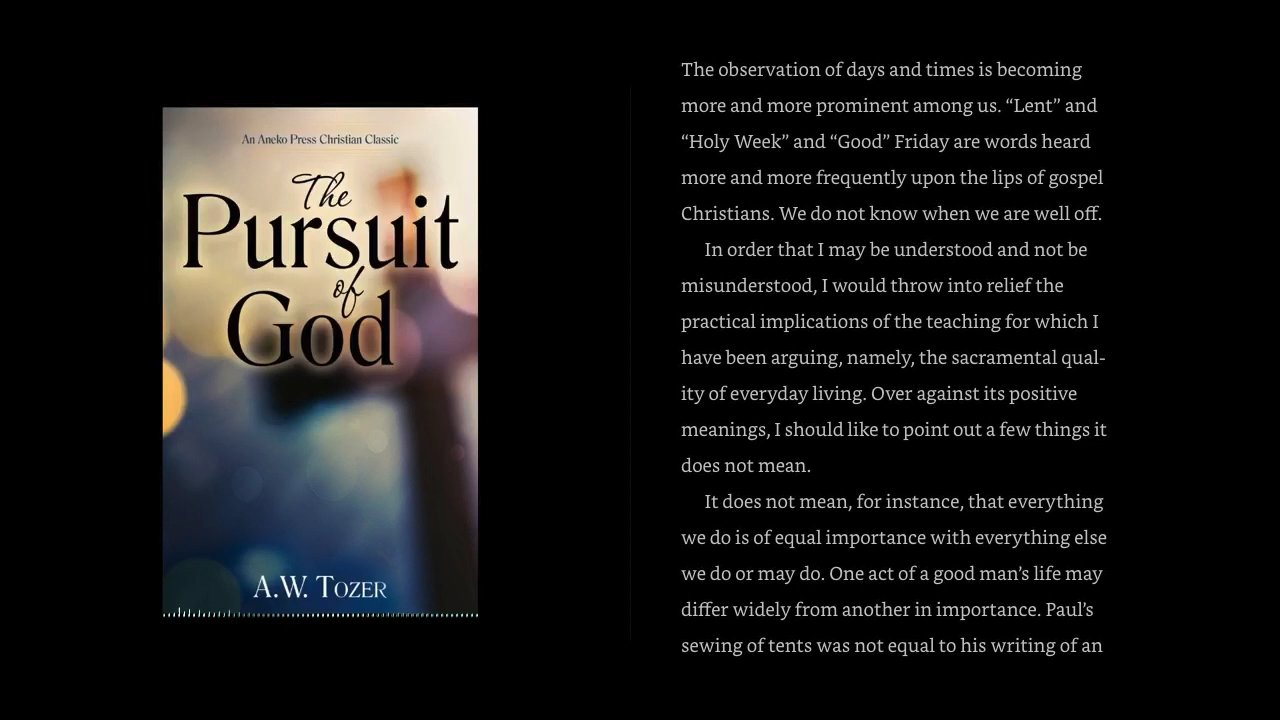 An Aneko Press Christian Classic
The
Pursuit
of
God
A.W. Tozer
The observation of days and times is becoming
more and more prominent among us. “Lent” and
“Holy Week” and “Good” Friday are words heard
more and more frequently upon the lips of gospel
Christians. We do not know when we are well off.
In order that I may be understood and not be
misunderstood, I would throw into relief the
practical implications of the teaching for which I
have been arguing, namely, the sacramental qual-
ity of everyday living. Over against its positive
meanings, I should like to point out a few things it
does not mean.
It does not mean, for instance, that everything
we do is of equal importance with everything else
we do or may do. One act of a good man’s life may
differ widely from another in importance. Paul’s
sewing of tents was not equal to his writing of an